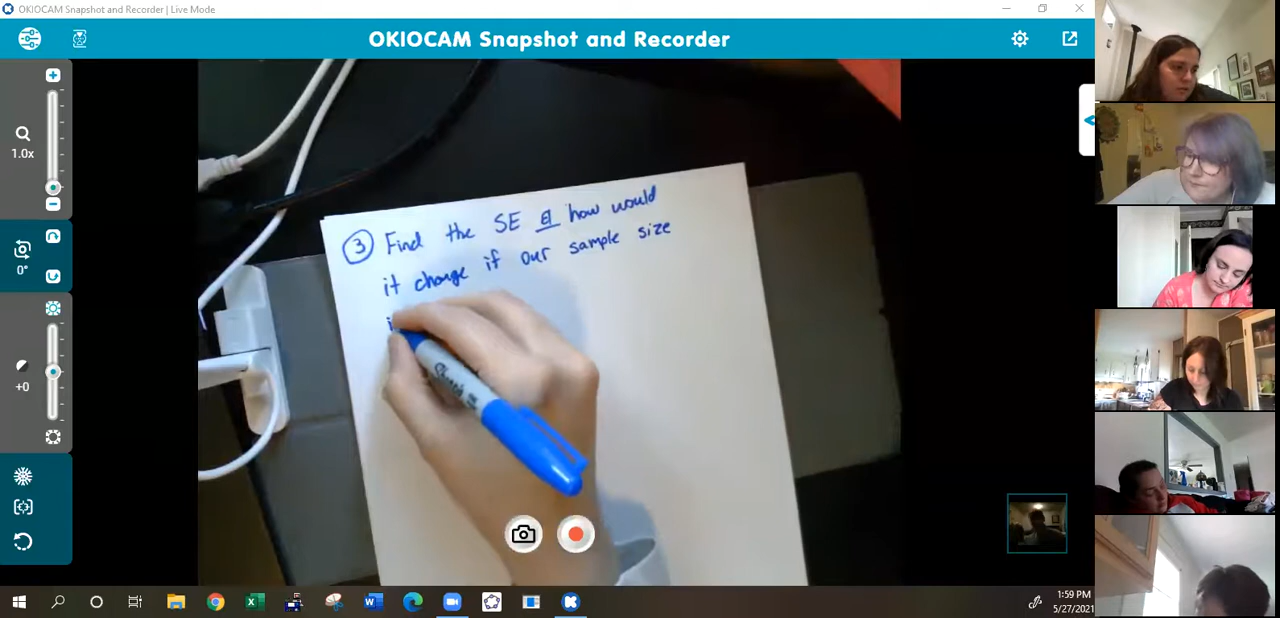 OKIOCAM Snapshot and Recorder | Live Mode
OKIOCAM Snapshot and Recorder
1.0x
0°
+0
③ Find the SE & how would
it change if our sample size
i
Sharpie
1:59 PM
5/27/2021